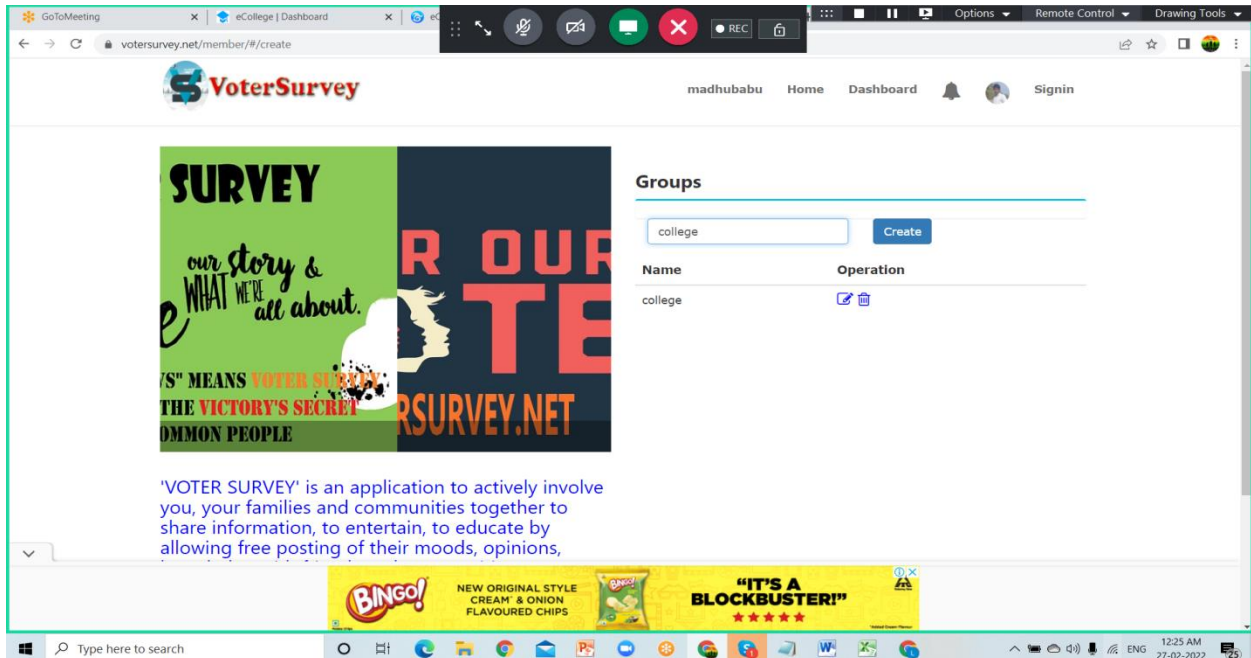 GoToMeeting
eCollege | Dashboard
REC
Options
Remote Control
Drawing Tools
votersurvey.net/member/#/create
VoterSurvey
madhubabu Home Dashboard Signin
SURVEY
our story &
WHAT WE'RE
all about.
VS" MEANS VOTER SURVEY
THE VICTORY'S SECRET
OMMON PEOPLE
R OUR
TE
RSURVEY.NET
Groups
college Create
Name Operation
college
'VOTER SURVEY' is an application to actively involve
you, your families and communities together to
share information, to entertain, to educate by
allowing free posting of their moods, opinions,
BINGO!
NEW ORIGINAL STYLE
CREAM & ONION
FLAVOURED CHIPS
BINGO!
"IT'S A
BLOCKBUSTER!"
Type here to search
ENG
12:25 AM
27-02-2022
25